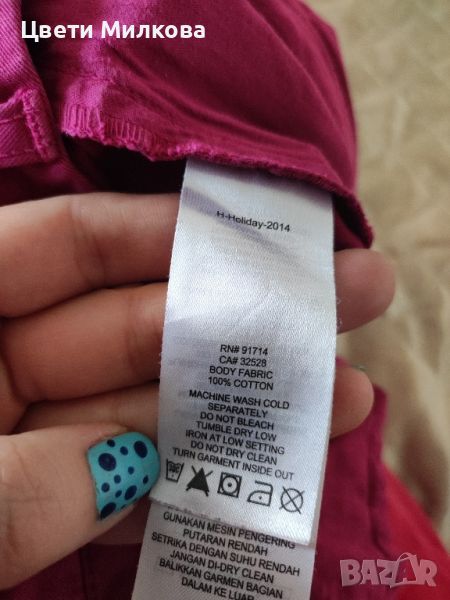 Цвети Милкова
H-Holiday-2014
RN# 91714
CA# 32528
BODY FABRIC
100% COTTON
MACHINE WASH COLD
SEPARATELY
DO NOT BLEACH
TUMBLE DRY LOW
IRON AT LOW SETTING
DO NOT DRY CLEAN
TURN GARMENT INSIDE OUT
GUNAKAN MESIN PENGERING
PUTARAN RENDAH
SETRIKA DENGAN SUHU RENDAH
JANGAN DI-DRY CLEAN
BALIKKAN GARMEN BAGIAN
DALAM KE LUAR
BAZAR